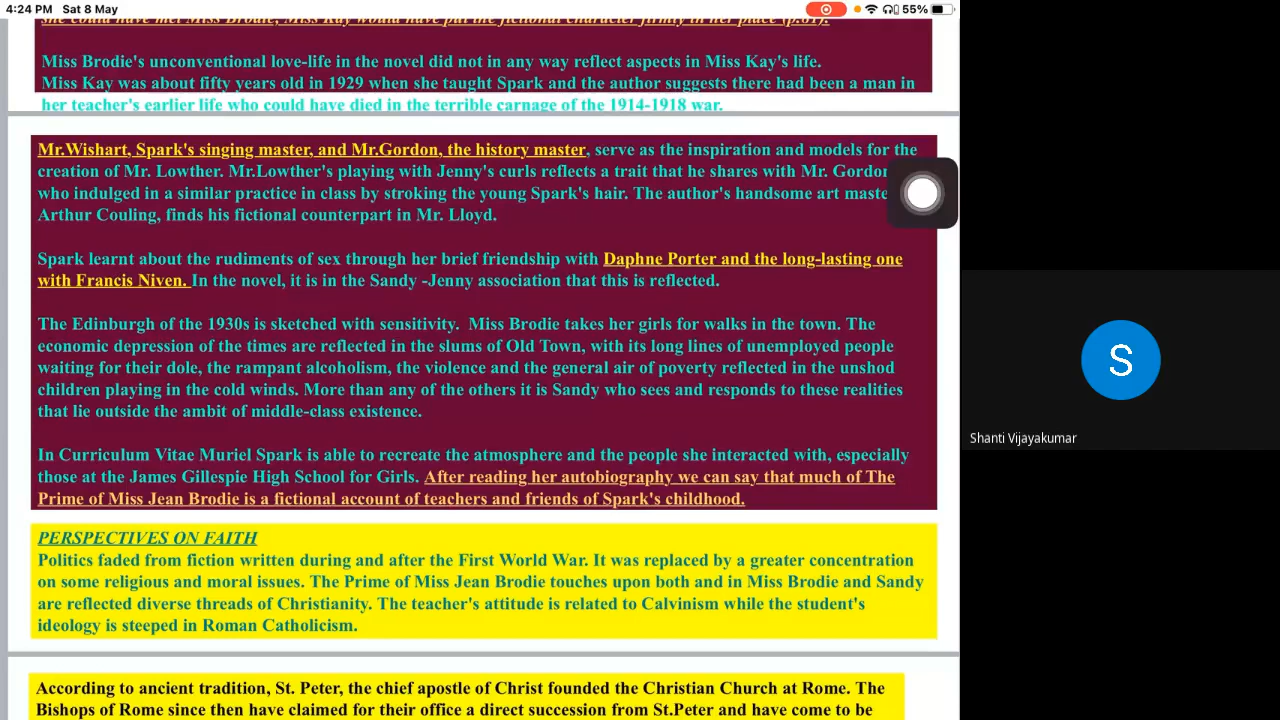 4:24 PM Sat 8 May
55%
she could have met Miss Brodie, Miss Kay would have put the fictional character firmly in her place (p.61).
Miss Brodie's unconventional love-life in the novel did not in any way reflect aspects in Miss Kay's life.
Miss Kay was about fifty years old in 1929 when she taught Spark and the author suggests there had been a man in
her teacher's earlier life who could have died in the terrible carnage of the 1914-1918 war.
Mr.Wishart, Spark's singing master, and Mr.Gordon, the history master, serve as the inspiration and models for the
creation of Mr. Lowther. Mr.Lowther's playing with Jenny's curls reflects a trait that he shares with Mr. Gordon
who indulged in a similar practice in class by stroking the young Spark's hair. The author's handsome art maste
Arthur Couling, finds his fictional counterpart in Mr. Lloyd.
Spark learnt about the rudiments of sex through her brief friendship with Daphne Porter and the long-lasting one
with Francis Niven. In the novel, it is in the Sandy -Jenny association that this is reflected.
The Edinburgh of the 1930s is sketched with sensitivity. Miss Brodie takes her girls for walks in the town. The
economic depression of the times are reflected in the slums of Old Town, with its long lines of unemployed people
waiting for their dole, the rampant alcoholism, the violence and the general air of poverty reflected in the unshod
children playing in the cold winds. More than any of the others it is Sandy who sees and responds to these realities
that lie outside the ambit of middle-class existence.
In Curriculum Vitae Muriel Spark is able to recreate the atmosphere and the people she interacted with, especially
those at the James Gillespie High School for Girls. After reading her autobiography we can say that much of The
Prime of Miss Jean Brodie is a fictional account of teachers and friends of Spark's childhood.
PERSPECTIVES ON FAITH
Politics faded from fiction written during and after the First World War. It was replaced by a greater concentration
on some religious and moral issues. The Prime of Miss Jean Brodie touches upon both and in Miss Brodie and Sandy
are reflected diverse threads of Christianity. The teacher's attitude is related to Calvinism while the student's
ideology is steeped in Roman Catholicism.
According to ancient tradition, St. Peter, the chief apostle of Christ founded the Christian Church at Rome. The
Bishops of Rome since then have claimed for their office a direct succession from St.Peter and have come to be
S
Shanti Vijayakumar